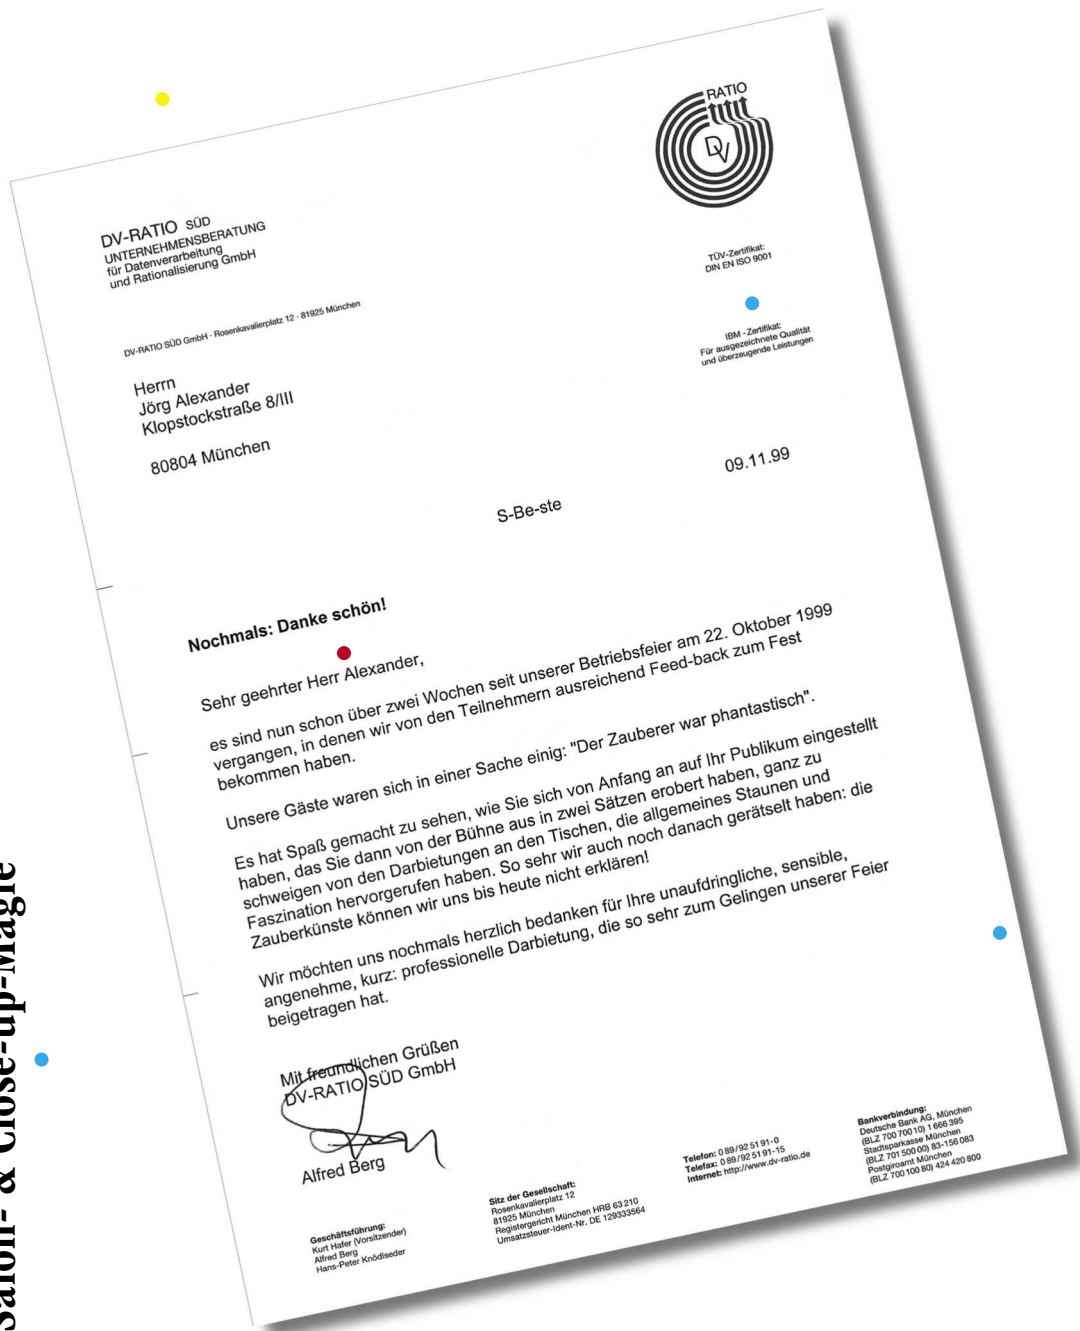 RATIO
DV
DV-RATIO SÜD
UNTERNEHMENSBERATUNG
für Datenverarbeitung
und Rationalisierung GmbH
TÜV-Zertifikat:
DIN EN ISO 9001
IBM -Zertifikat:
Für ausgezeichnete Qualität
und überzeugende Leistungen
DV-RATIO SÜD GmbH · Rosenkavalierplatz 12 · 81925 München
Herrn
Jörg Alexander
Klopstockstraße 8/III
80804 München
09.11.99
S-Be-ste
Nochmals: Danke schön!
Sehr geehrter Herr Alexander,
es sind nun schon über zwei Wochen seit unserer Betriebsfeier am 22. Oktober 1999
vergangen, in denen wir von den Teilnehmern ausreichend Feed-back zum Fest
bekommen haben.
Unsere Gäste waren sich in einer Sache einig: "Der Zauberer war phantastisch".
Es hat Spaß gemacht zu sehen, wie Sie sich von Anfang an auf Ihr Publikum eingestellt
haben, das Sie dann von der Bühne aus in zwei Sätzen erobert haben, ganz zu
schweigen von den Darbietungen an den Tischen, die allgemeines Staunen und
Faszination hervorgerufen haben. So sehr wir auch noch danach gerätselt haben: die
Zauberkünste können wir uns bis heute nicht erklären!
Wir möchten uns nochmals herzlich bedanken für Ihre unaufdringliche, sensible,
angenehme, kurz: professionelle Darbietung, die so sehr zum Gelingen unserer Feier
beigetragen hat.
Mit freundlichen Grüßen
DV-RATIO SÜD GmbH
Alfred Berg
Geschäftsführung:
Kurt Hafer (Vorsitzender)
Alfred Berg
Hans-Peter Knödlseder
Sitz der Gesellschaft:
Rosenkavalierplatz 12
81925 München
Registergericht München HRB 63 210
Umsatzsteuer-Ident-Nr. DE 129333564
Telefon: 0 89/92 51 91-0
Telefax: 0 89/92 51 91-15
Internet: http://www.dv-ratio.de
Bankverbindung:
Deutsche Bank AG, München
(BLZ 700 700 10) 1 666 395
Stadtsparkasse München
(BLZ 701 500 00) 83-156 083
Postgiroamt München
(BLZ 700 100 80) 424 420 800
Salon- & Close-up-Magie